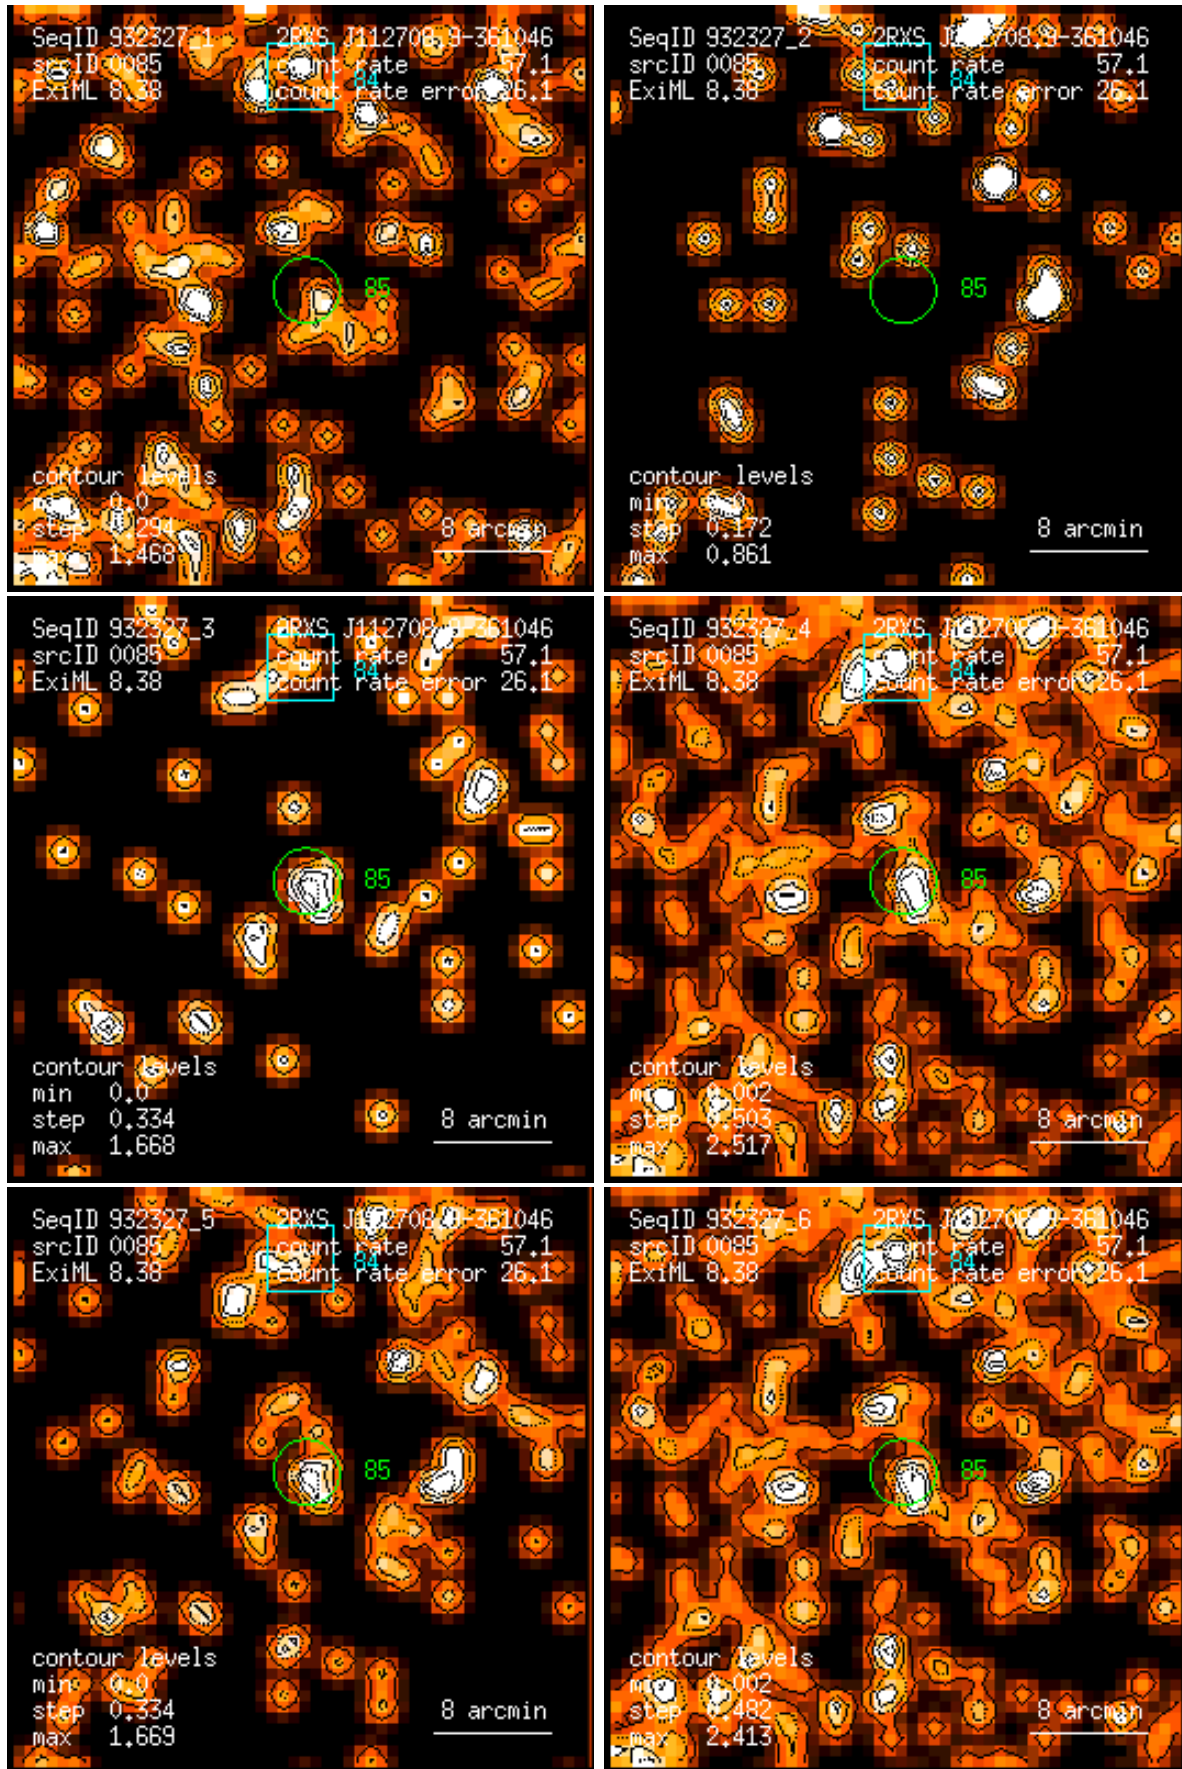 SeqID 932327_1 2RXS J112708.9-361046
srcID 0085 count rate 57.1
84
ExiML 8.38 count rate error 26.1
85
contour levels
min 0.0
step 0.294 8 arcmin
max 1.468
SeqID 932327_2 2RXS J112708.9-361046
srcID 0085 count rate 57.1
84
ExiML 8.38 count rate error 26.1
85
contour levels
min 0.0
step 0.172 8 arcmin
max 0.861
SeqID 932327_3 2RXS J112708.9-361046
srcID 0085 count rate 57.1
84
ExiML 8.38 count rate error 26.1
85
contour levels
min 0.0
step 0.334 8 arcmin
max 1.668
SeqID 932327_4 2RXS J112708.9-361046
srcID 0085 count rate 57.1
84
ExiML 8.38 count rate error 26.1
85
contour levels
min 0.002
step 0.503 8 arcmin
max 2.517
SeqID 932327_5 2RXS J112708.9-361046
srcID 0085 count rate 57.1
84
ExiML 8.38 count rate error 26.1
85
contour levels
min 0.0
step 0.334 8 arcmin
max 1.669
SeqID 932327_6 2RXS J112708.9-361046
srcID 0085 count rate 57.1
84
ExiML 8.38 count rate error 26.1
85
contour levels
min 0.002
step 0.482 8 arcmin
max 2.413